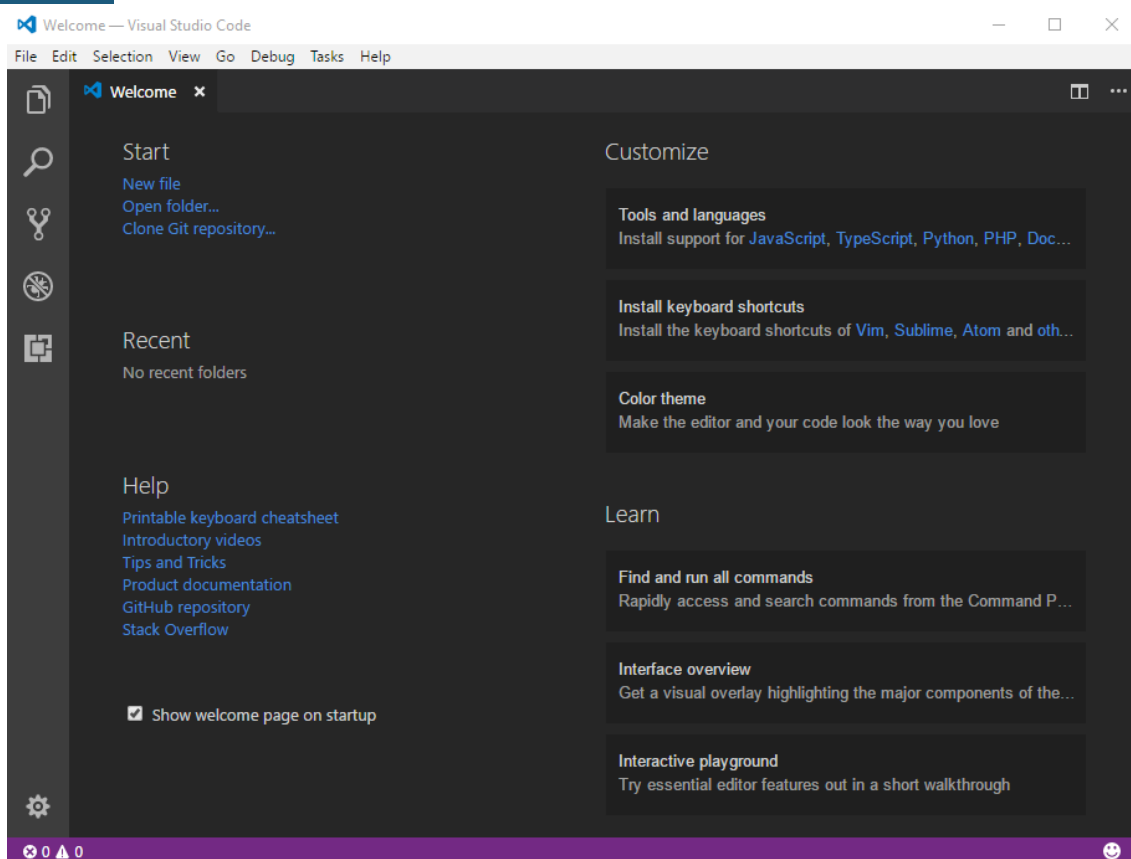 Welcome — Visual Studio Code
File Edit Selection View Go Debug Tasks Help
Welcome
Start
New file
Open folder...
Clone Git repository...
Recent
No recent folders
Help
Printable keyboard cheatsheet
Introductory videos
Tips and Tricks
Product documentation
GitHub repository
Stack Overflow
Show welcome page on startup
Customize
Tools and languages
Install support for JavaScript, TypeScript, Python, PHP, Doc...
Install keyboard shortcuts
Install the keyboard shortcuts of Vim, Sublime, Atom and oth...
Color theme
Make the editor and your code look the way you love
Learn
Find and run all commands
Rapidly access and search commands from the Command P...
Interface overview
Get a visual overlay highlighting the major components of the...
Interactive playground
Try essential editor features out in a short walkthrough
0 0